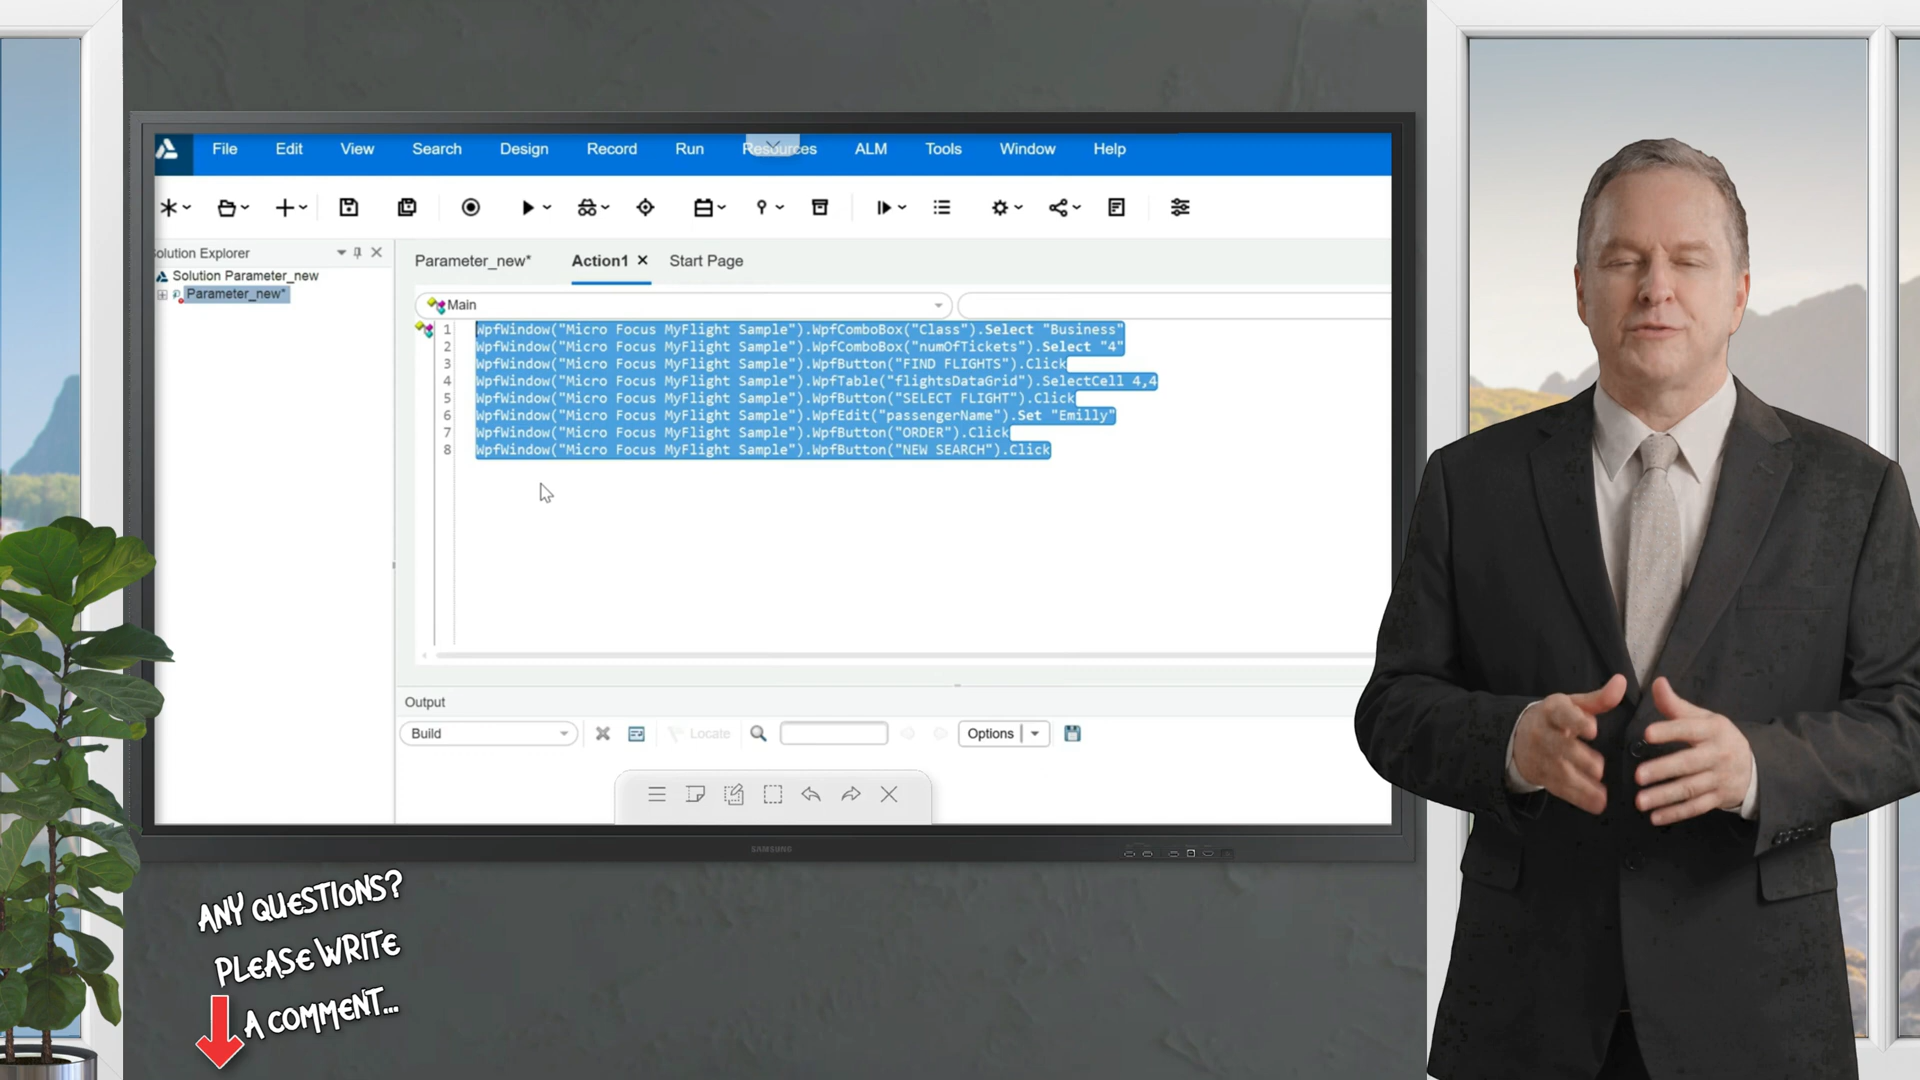 File Edit View Search Design Record Run Resources ALM Tools Window Help
olution Explorer
Solution Parameter_new
Parameter_new*
Parameter_new* Action1 Start Page
Main
1 WpfWindow("Micro Focus MyFlight Sample").WpfComboBox("Class").Select "Business"
2 WpfWindow("Micro Focus MyFlight Sample").WpfComboBox("numOfTickets").Select "4"
3 WpfWindow("Micro Focus MyFlight Sample").WpfButton("FIND FLIGHTS").Click
4 WpfWindow("Micro Focus MyFlight Sample").WpfTable("flightsDataGrid").SelectCell 4,4
5 WpfWindow("Micro Focus MyFlight Sample").WpfButton("SELECT FLIGHT").Click
6 WpfWindow("Micro Focus MyFlight Sample").WpfEdit("passengerName").Set "Emilly"
7 WpfWindow("Micro Focus MyFlight Sample").WpfButton("ORDER").Click
8 WpfWindow("Micro Focus MyFlight Sample").WpfButton("NEW SEARCH").Click
Output
Build Locate Options
SAMSUNG
ANY QUESTIONS?
PLEASE WRITE
A COMMENT...